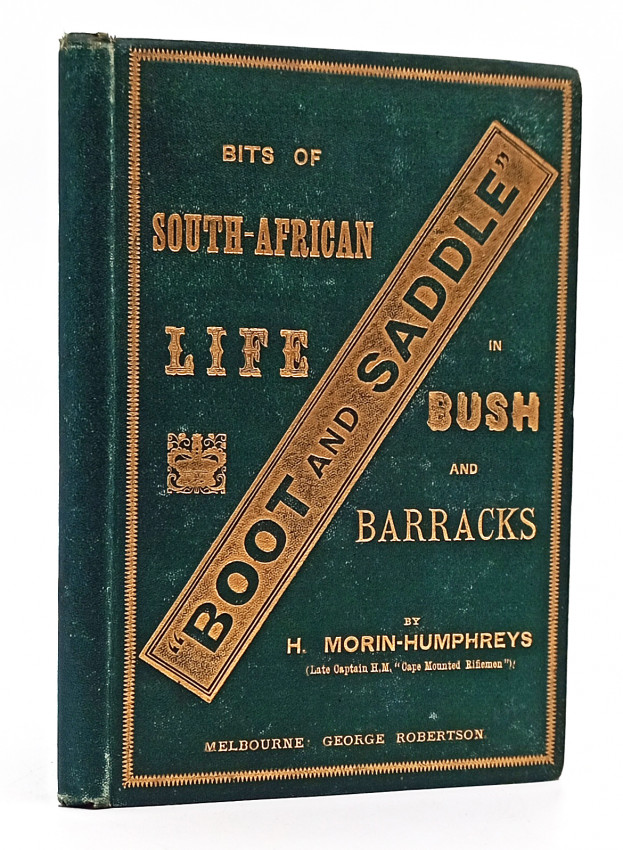 BITS OF
SOUTH-AFRICAN
LIFE
"BOOT AND SADDLE"
IN
BUSH
AND
BARRACKS
BY
H. MORIN-HUMPHREYS
(Late Captain H.M. "Cape Mounted Riflemen").
MELBOURNE: GEORGE ROBERTSON.